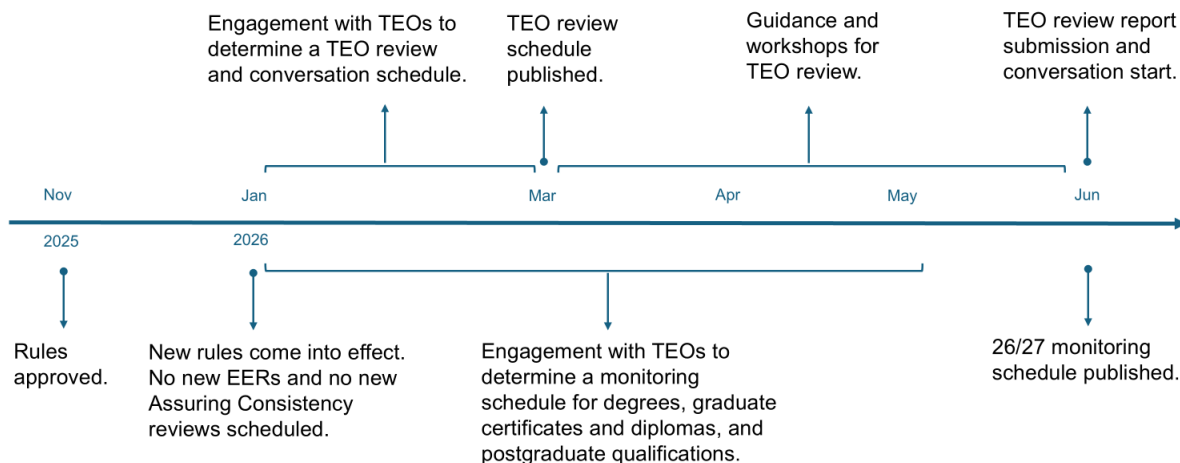 Engagement with TEOs to
determine a TEO review
and conversation schedule.
TEO review
schedule
published.
Guidance and
workshops for
TEO review.
TEO review report
submission and
conversation start.
Nov
Jan
Mar
Apr
May
Jun
2025
2026
Rules
approved.
New rules come into effect.
No new EERs and no new
Assuring Consistency
reviews scheduled.
Engagement with TEOs to
determine a monitoring
schedule for degrees, graduate
certificates and diplomas, and
postgraduate qualifications.
26/27 monitoring
schedule published.